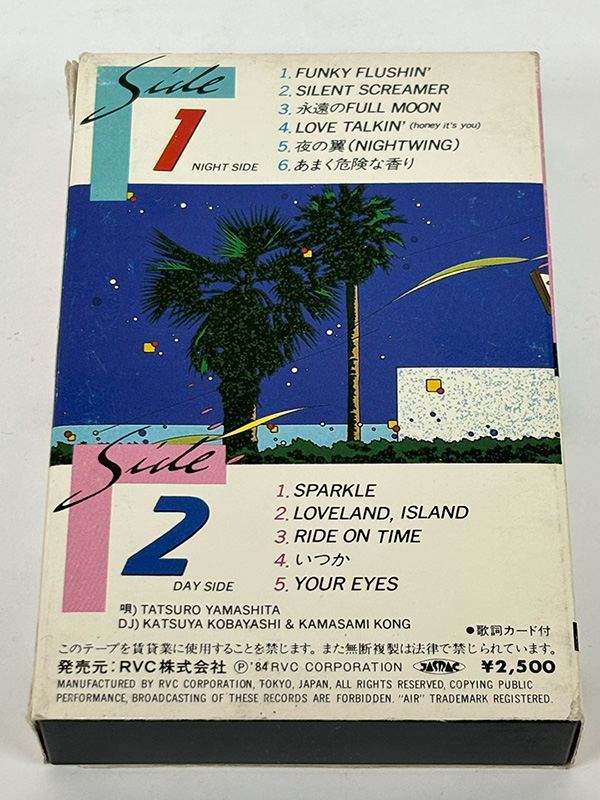 Side 1
NIGHT SIDE
1. FUNKY FLUSHIN'
2. SILENT SCREAMER
3. 永遠のFULL MOON
4. LOVE TALKIN' (honey it's you)
5. 夜の翼(NIGHTWING)
6. あまく危険な香り
Side 2
DAY SIDE
1. SPARKLE
2. LOVELAND, ISLAND
3. RIDE ON TIME
4. いつか
5. YOUR EYES
唄) TATSURO YAMASHITA
DJ) KATSUYA KOBAYASHI & KAMASAMI KONG
●歌詞カード付
このテープを賃貸業に使用することを禁じます。また無断複製は法律で禁じられています。
発売元:RVC株式会社 Ⓟ'84 RVC CORPORATION JASRAC ¥2,500
MANUFACTURED BY RVC CORPORATION, TOKYO, JAPAN, ALL RIGHTS RESERVED, COPYING PUBLIC
PERFORMANCE, BROADCASTING OF THESE RECORDS ARE FORBIDDEN. "AIR" TRADEMARK REGISTERED.